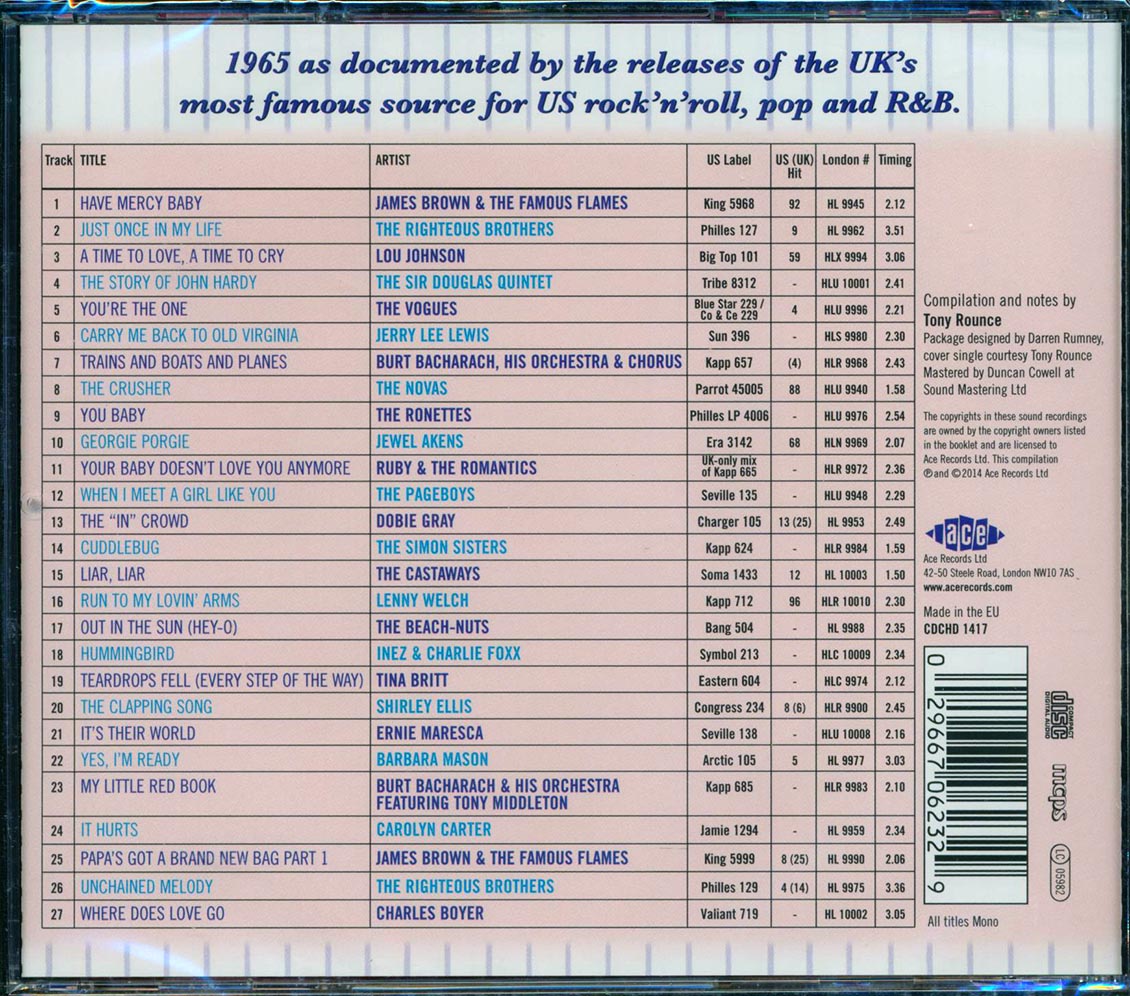 1965 as documented by the releases of the UK's
most famous source for US rock'n'roll, pop and R&B.
Track TITLE ARTIST US Label US (UK) Hit London # Timing
1 HAVE MERCY BABY JAMES BROWN & THE FAMOUS FLAMES King 5968 92 HL 9945 2.12
2 JUST ONCE IN MY LIFE THE RIGHTEOUS BROTHERS Philles 127 9 HL 9962 3.51
3 A TIME TO LOVE, A TIME TO CRY LOU JOHNSON Big Top 101 59 HLX 9994 3.06
4 THE STORY OF JOHN HARDY THE SIR DOUGLAS QUINTET Tribe 8312 - HLU 10001 2.41
5 YOU'RE THE ONE THE VOGUES Blue Star 229 / Co & Ce 229 4 HLU 9996 2.21
6 CARRY ME BACK TO OLD VIRGINIA JERRY LEE LEWIS Sun 396 - HLS 9980 2.30
7 TRAINS AND BOATS AND PLANES BURT BACHARACH, HIS ORCHESTRA & CHORUS Kapp 657 (4) HLR 9968 2.43
8 THE CRUSHER THE NOVAS Parrot 45005 88 HLU 9940 1.58
9 YOU BABY THE RONETTES Philles LP 4006 - HLU 9976 2.54
10 GEORGIE PORGIE JEWEL AKENS Era 3142 68 HLN 9969 2.07
11 YOUR BABY DOESN'T LOVE YOU ANYMORE RUBY & THE ROMANTICS UK-only mix of Kapp 665 - HLR 9972 2.36
12 WHEN I MEET A GIRL LIKE YOU THE PAGEBOYS Seville 135 - HLU 9948 2.29
13 THE "IN" CROWD DOBIE GRAY Charger 105 13 (25) HL 9953 2.49
14 CUDDLEBUG THE SIMON SISTERS Kapp 624 - HLR 9984 1.59
15 LIAR, LIAR THE CASTAWAYS Soma 1433 12 HL 10003 1.50
16 RUN TO MY LOVIN' ARMS LENNY WELCH Kapp 712 96 HLR 10010 2.30
17 OUT IN THE SUN (HEY-O) THE BEACH-NUTS Bang 504 - HL 9988 2.35
18 HUMMINGBIRD INEZ & CHARLIE FOXX Symbol 213 - HLC 10009 2.34
19 TEARDROPS FELL (EVERY STEP OF THE WAY) TINA BRITT Eastern 604 - HLC 9974 2.12
20 THE CLAPPING SONG SHIRLEY ELLIS Congress 234 8 (6) HLR 9900 2.45
21 IT'S THEIR WORLD ERNIE MARESCA Seville 138 - HLU 10008 2.16
22 YES, I'M READY BARBARA MASON Arctic 105 5 HL 9977 3.03
23 MY LITTLE RED BOOK BURT BACHARACH & HIS ORCHESTRA Kapp 685 - HLR 9983 2.10
FEATURING TONY MIDDLETON
24 IT HURTS CAROLYN CARTER Jamie 1294 - HL 9959 2.34
25 PAPA'S GOT A BRAND NEW BAG PART 1 JAMES BROWN & THE FAMOUS FLAMES King 5999 8 (25) HL 9990 2.06
26 UNCHAINED MELODY THE RIGHTEOUS BROTHERS Philles 129 4 (14) HL 9975 3.36
27 WHERE DOES LOVE GO CHARLES BOYER Valiant 719 - HL 10002 3.05
Compilation and notes by
Tony Rounce
Package designed by Darren Rumney,
cover single courtesy Tony Rounce
Mastered by Duncan Cowell at
Sound Mastering Ltd
The copyrights in these sound recordings
are owned by the copyright owners listed
in the booklet and are licensed to
Ace Records Ltd. This compilation
℗and ©2014 Ace Records Ltd
ace
Ace Records Ltd
42-50 Steele Road, London NW10 7AS
www.acerecords.com
Made in the EU
CDCHD 1417
0 29667 06232 9
COMPACT
disc
DIGITAL AUDIO
mcps
LC 05982
All titles Mono